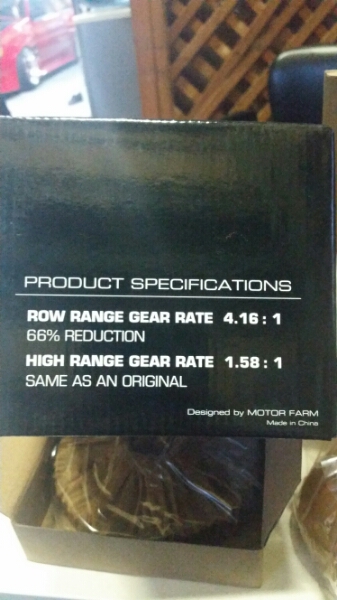 PRODUCT SPECIFICATIONS
ROW RANGE GEAR RATE 4.16 : 1
66% REDUCTION
HIGH RANGE GEAR RATE 1.58 : 1
SAME AS AN ORIGINAL
Designed by MOTOR FARM
Made in China